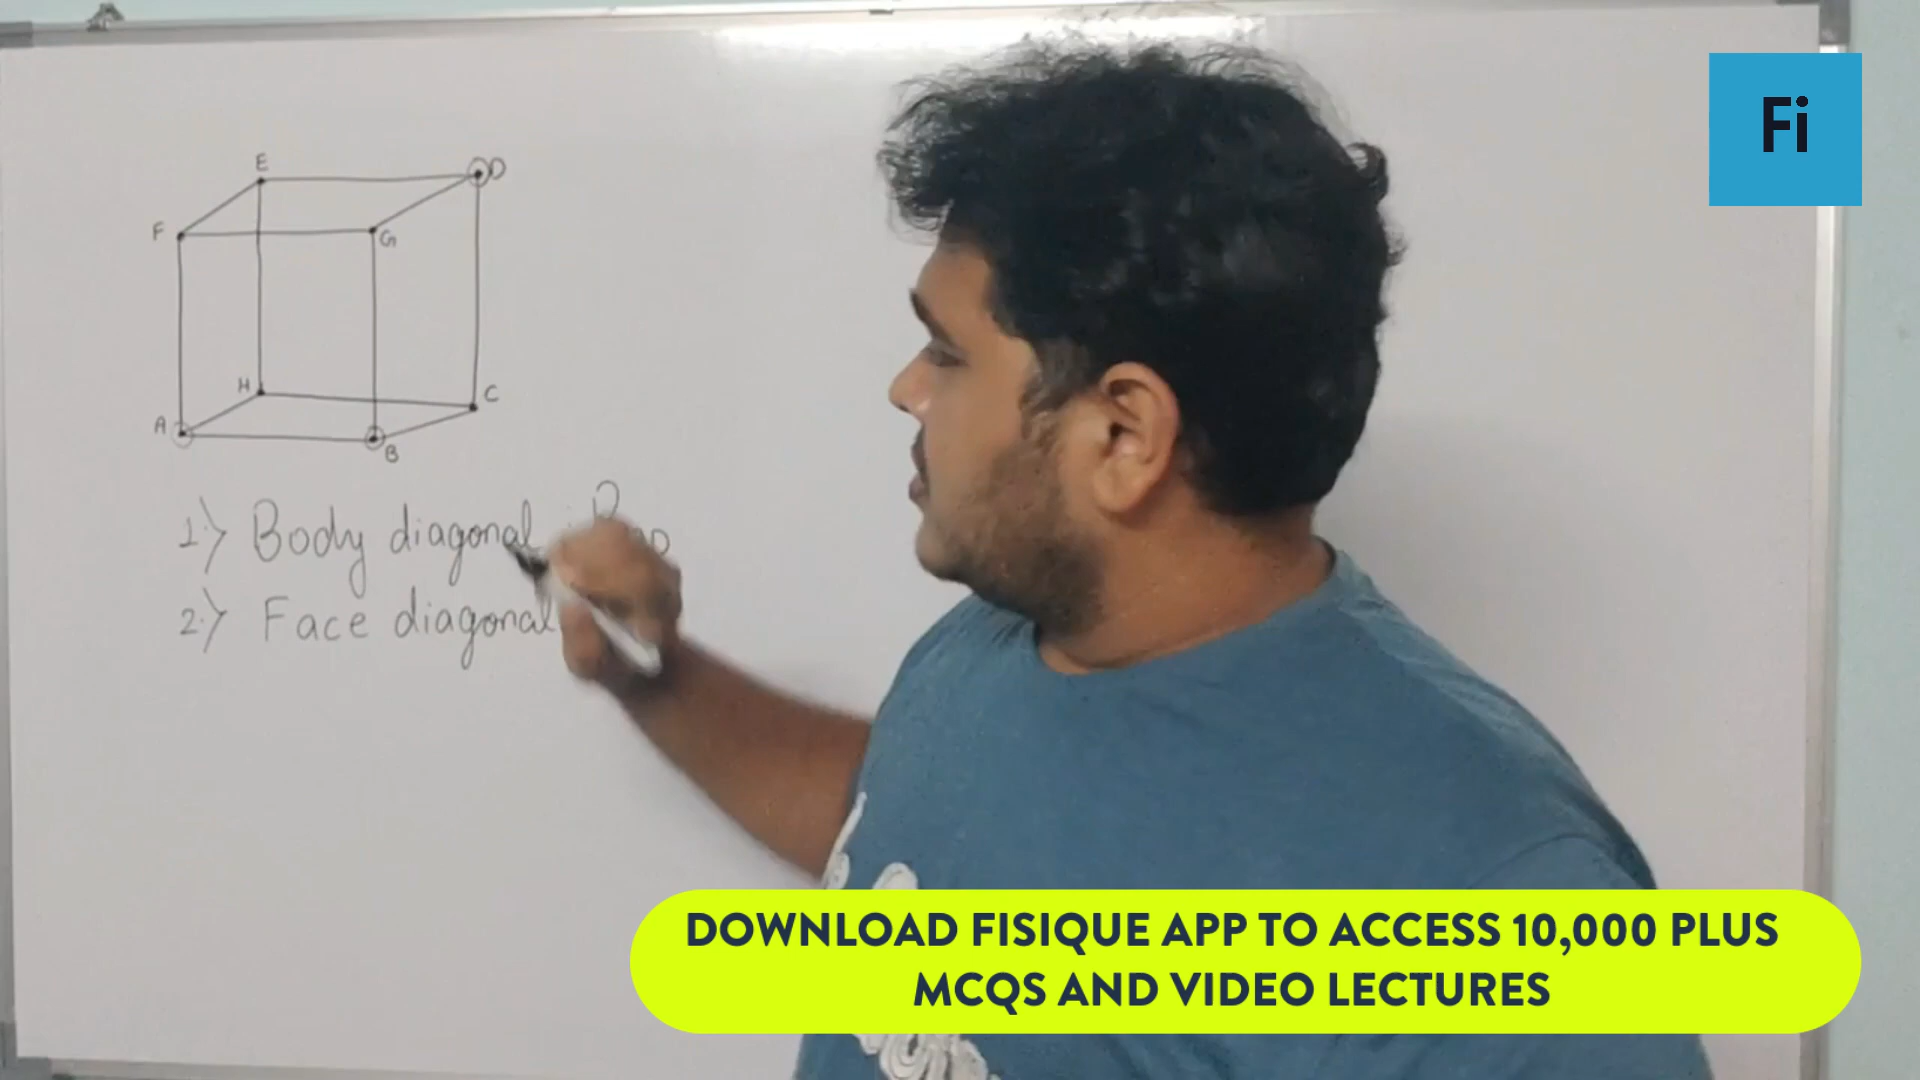 Fi
E
D
F
G
H
C
A
B
1.) Body diagonal :
2.) Face diagonal
DOWNLOAD FISIQUE APP TO ACCESS 10,000 PLUS
MCQS AND VIDEO LECTURES